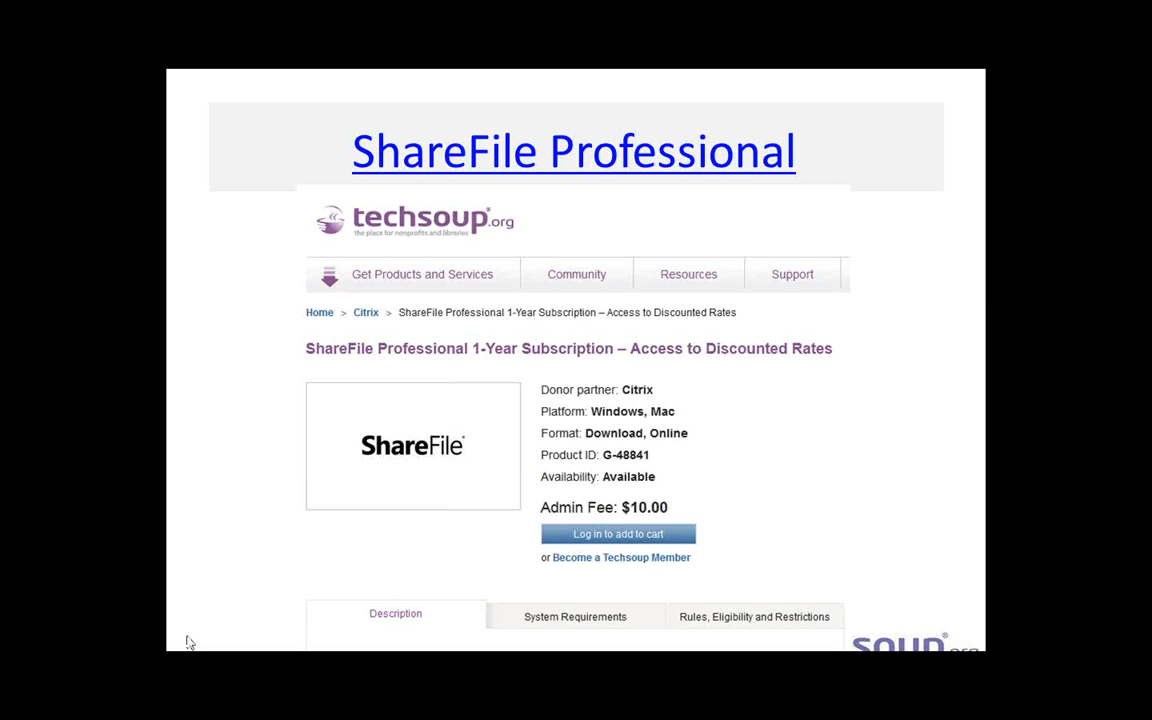 ShareFile Professional
techsoup®.org
the place for nonprofits and libraries
Get Products and Services Community Resources Support
Home > Citrix > ShareFile Professional 1-Year Subscription – Access to Discounted Rates
ShareFile Professional 1-Year Subscription – Access to Discounted Rates
ShareFile®
Donor partner: Citrix
Platform: Windows, Mac
Format: Download, Online
Product ID: G-48841
Availability: Available
Admin Fee: $10.00
Log in to add to cart
or Become a Techsoup Member
Description System Requirements Rules, Eligibility and Restrictions
soup®.org